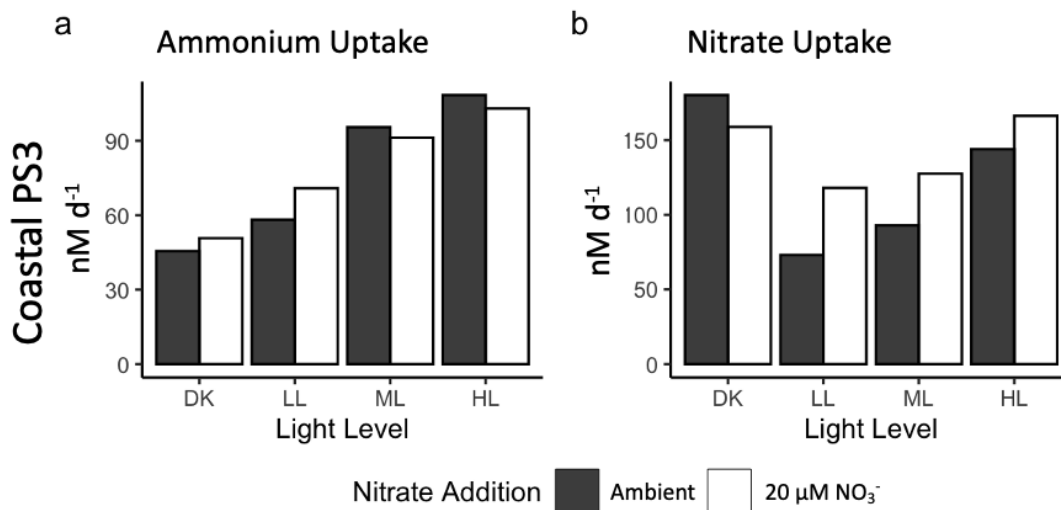 a
Ammonium Uptake
b
Nitrate Uptake
Coastal PS3
nM d⁻¹
90
60
30
0
DK LL ML HL
Light Level
nM d⁻¹
150
100
50
0
DK LL ML HL
Light Level
Nitrate Addition Ambient 20 µM NO₃⁻